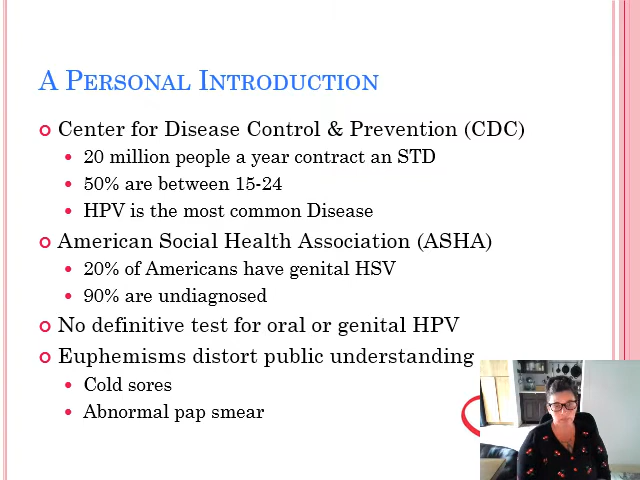 A Personal Introduction
Center for Disease Control & Prevention (CDC)
20 million people a year contract an STD
50% are between 15-24
HPV is the most common Disease
American Social Health Association (ASHA)
20% of Americans have genital HSV
90% are undiagnosed
No definitive test for oral or genital HPV
Euphemisms distort public understanding
Cold sores
Abnormal pap smear